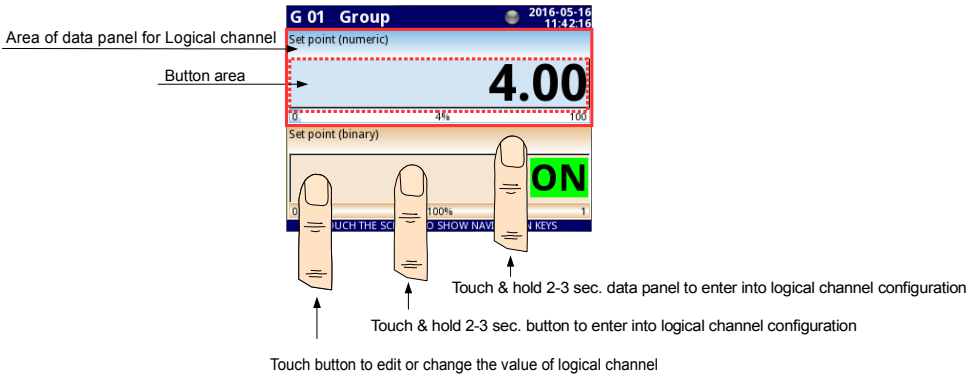 G 01 Group
2016-05-16
11:42:16
Area of data panel for Logical channel
Set point (numeric)
Button area
4.00
0 4% 100
Set point (binary)
ON
0 100% 1
KEYS
Touch & hold 2-3 sec. data panel to enter into logical channel configuration
Touch & hold 2-3 sec. button to enter into logical channel configuration
Touch button to edit or change the value of logical channel